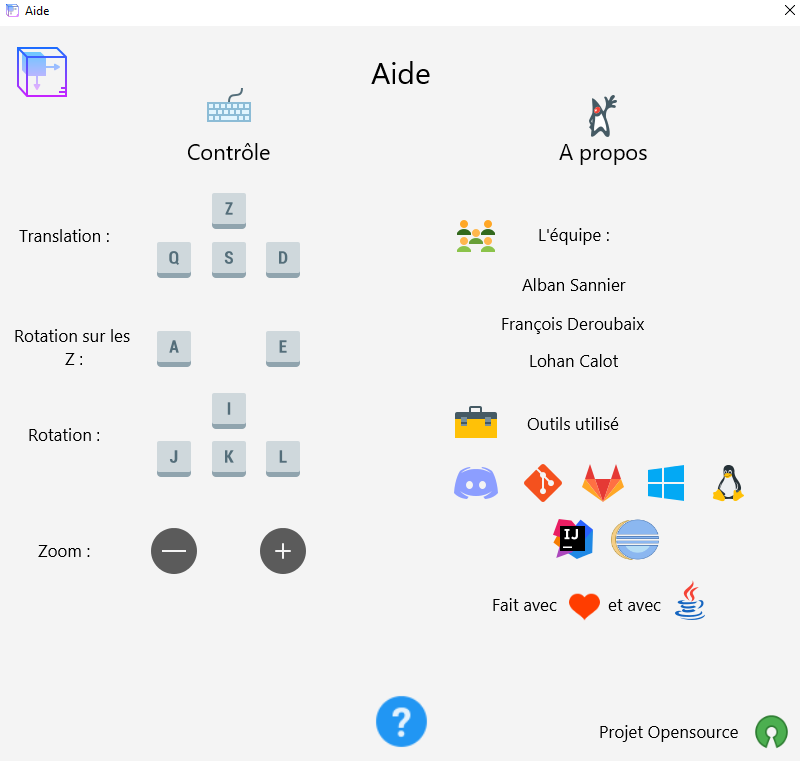 Aide
Aide
Contrôle
A propos
Translation :
Z
Q S D
L'équipe :
Alban Sannier
François Deroubaix
Lohan Calot
Rotation sur les
Z :
A E
Rotation :
I
J K L
Outils utilisé
IJ
Zoom :
Fait avec et avec
?
Projet Opensource